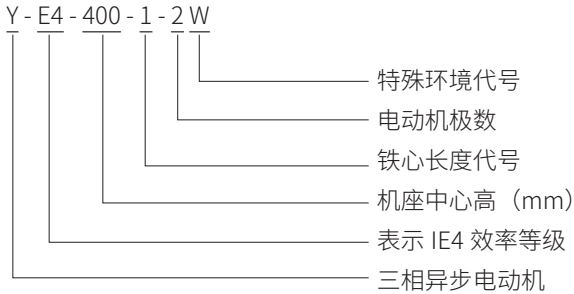 Y - E4 - 400 - 1 - 2 W
特殊环境代号
电动机极数
铁心长度代号
机座中心高（mm）
表示 IE4 效率等级
三相异步电动机